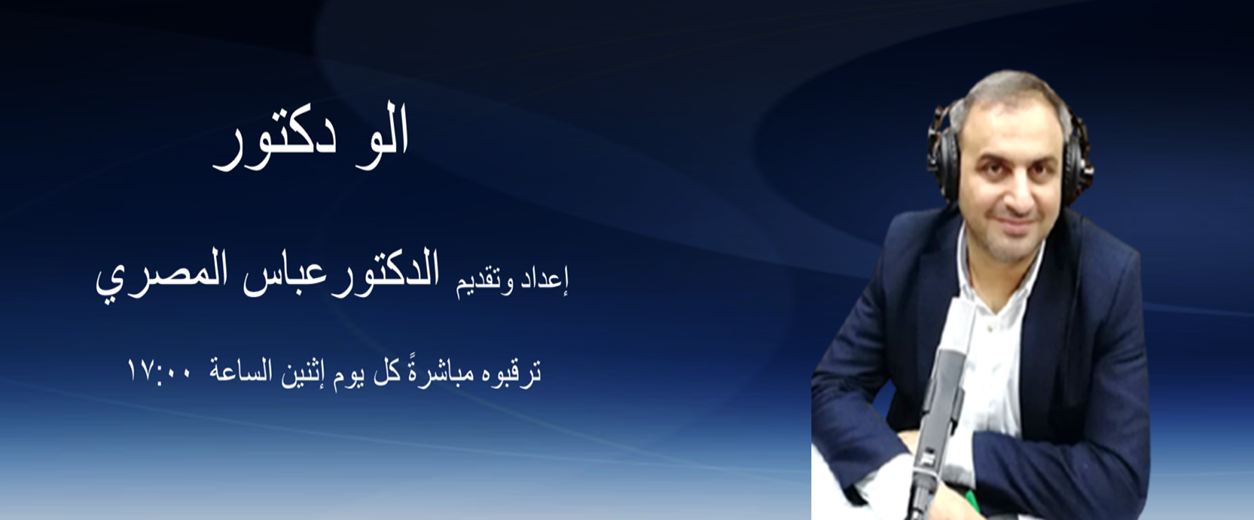 الو دكتور
إعداد وتقديم الدكتور عباس المصري
ترقبوه مباشرةً كل يوم إثنين الساعة ١٧:٠٠